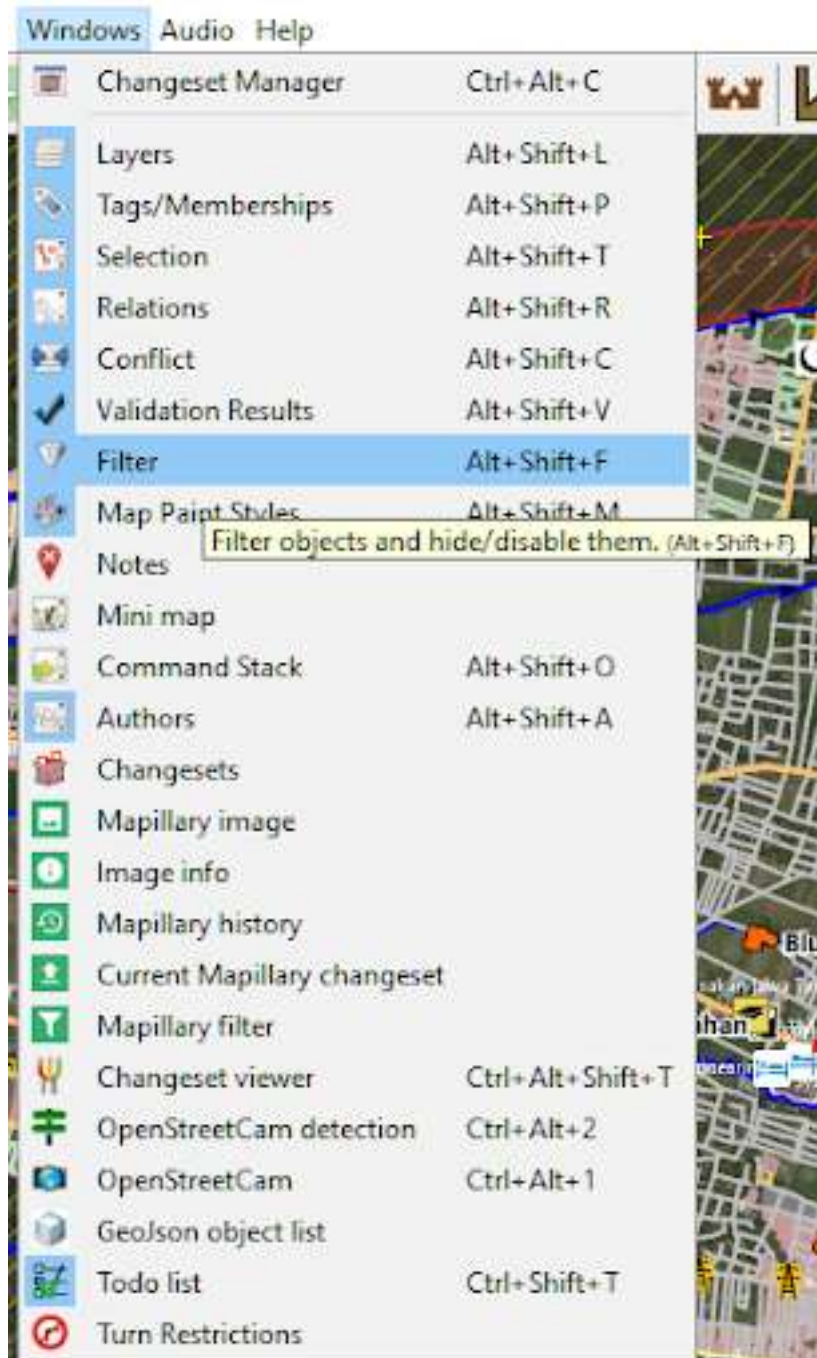 Windows Audio Help
Changeset Manager Ctrl+Alt+C
Layers Alt+Shift+L
Tags/Memberships Alt+Shift+P
Selection Alt+Shift+T
Relations Alt+Shift+R
Conflict Alt+Shift+C
Validation Results Alt+Shift+V
Filter Alt+Shift+F
Map Paint Styles Alt+Shift+M
Filter objects and hide/disable them. (Alt+Shift+F)
Notes
Mini map
Command Stack Alt+Shift+O
Authors Alt+Shift+A
Changesets
Mapillary image
Image info
Mapillary history
Current Mapillary changeset
Mapillary filter
Changeset viewer Ctrl+Alt+Shift+T
OpenStreetCam detection Ctrl+Alt+2
OpenStreetCam Ctrl+Alt+1
GeoJson object list
Todo list Ctrl+Shift+T
Turn Restrictions